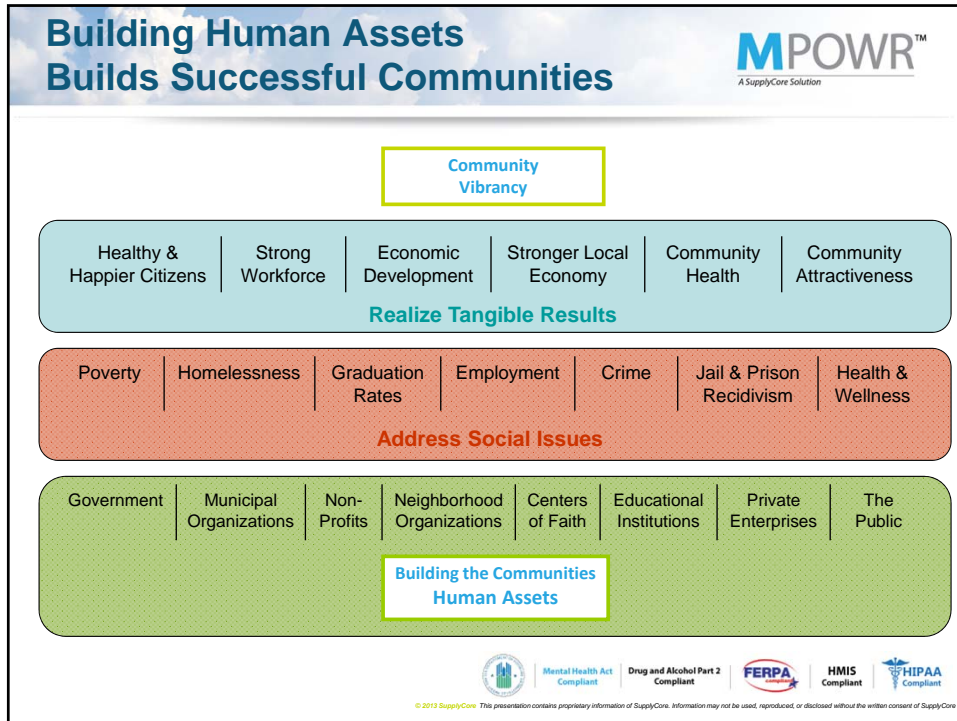 Building Human Assets
Builds Successful Communities
MPOWR™
A SupplyCore Solution
Community
Vibrancy
Healthy &
Happier Citizens
Strong
Workforce
Economic
Development
Stronger Local
Economy
Community
Health
Community
Attractiveness
Realize Tangible Results
Poverty
Homelessness
Graduation
Rates
Employment
Crime
Jail & Prison
Recidivism
Health &
Wellness
Address Social Issues
Government
Municipal
Organizations
Non-
Profits
Neighborhood
Organizations
Centers
of Faith
Educational
Institutions
Private
Enterprises
The
Public
Building the Communities
Human Assets
Mental Health Act
Compliant
Drug and Alcohol Part 2
Compliant
FERPA
compliant
HMIS
Compliant
HIPAA
Compliant
© 2013 SupplyCore This presentation contains proprietary information of SupplyCore. Information may not be used, reproduced, or disclosed without the written consent of SupplyCore